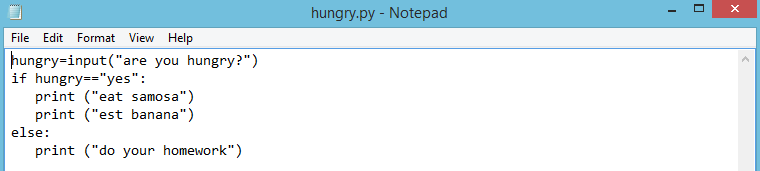 hungry.py - Notepad
File Edit Format View Help
hungry=input("are you hungry?")
if hungry=="yes":
   print ("eat samosa")
   print ("est banana")
else:
   print ("do your homework")